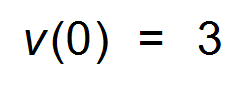 v(0) = 3